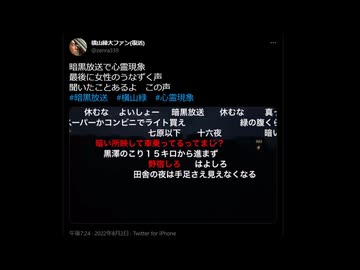 横山緑大ファン(復活)
@zenra339
暗黒放送で心霊現象
最後に女性のうなずく声
聞いたことあるよ この声
#暗黒放送 #横山緑 #心霊現象
休むな よいしょー 暗黒放送 休むな
スーパーかコンビニでライト買え 緑の腹
七原以下 十六夜 暗い
暗い所映して車乗ってるってまし?
黒澤のこり15キロから進まず
野宿しろ はよしろ
田舎の夜は手足さえ見えなくなる
午後7:24 · 2022年8月2日 · Twitter for iPhone